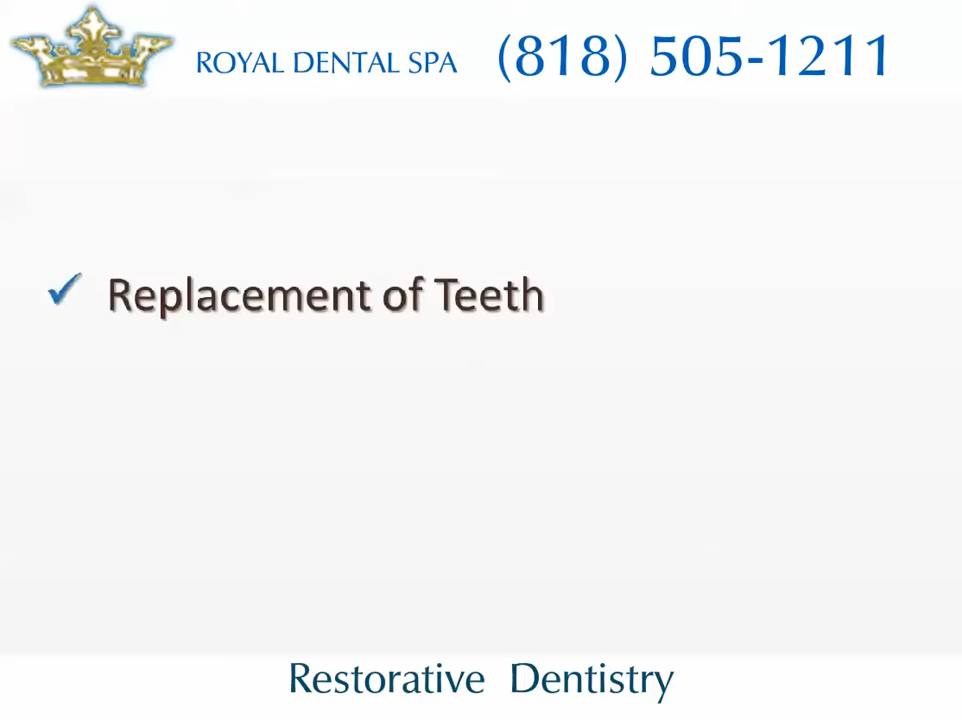 ROYAL DENTAL SPA (818) 505-1211
Replacement of Teeth
Restorative Dentistry